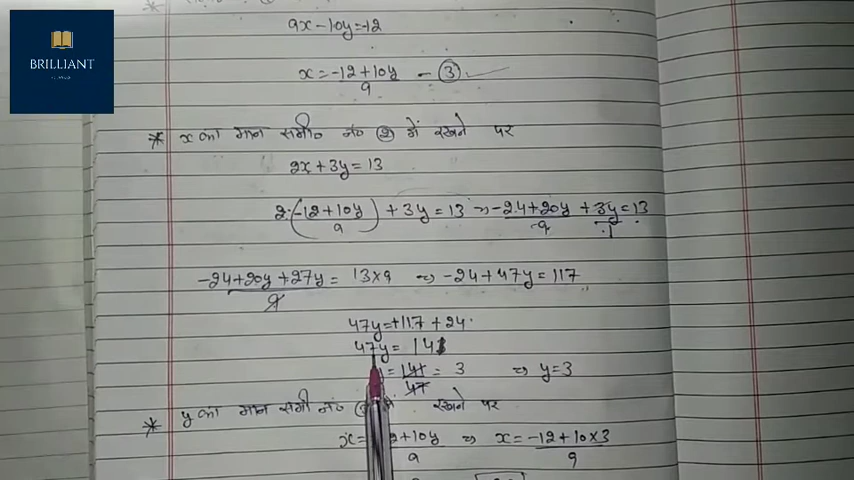 BRILLIANT
9x-10y=-12
x = -12+10y/9 - ③
* x का मान समी० नं० ② में रखने पर
2x+3y=13
2·(-12+10y/9) + 3y = 13 => -24+20y/9 + 3y/1 = 13
-24+20y+27y/9 = 13×9 => -24+47y = 117
47y=+117+24
47y= 141
= 141/47 = 3 => y=3
* y का मान समी० नं० में रखने पर
x= 2+10y/9 => x= -12+10×3/9